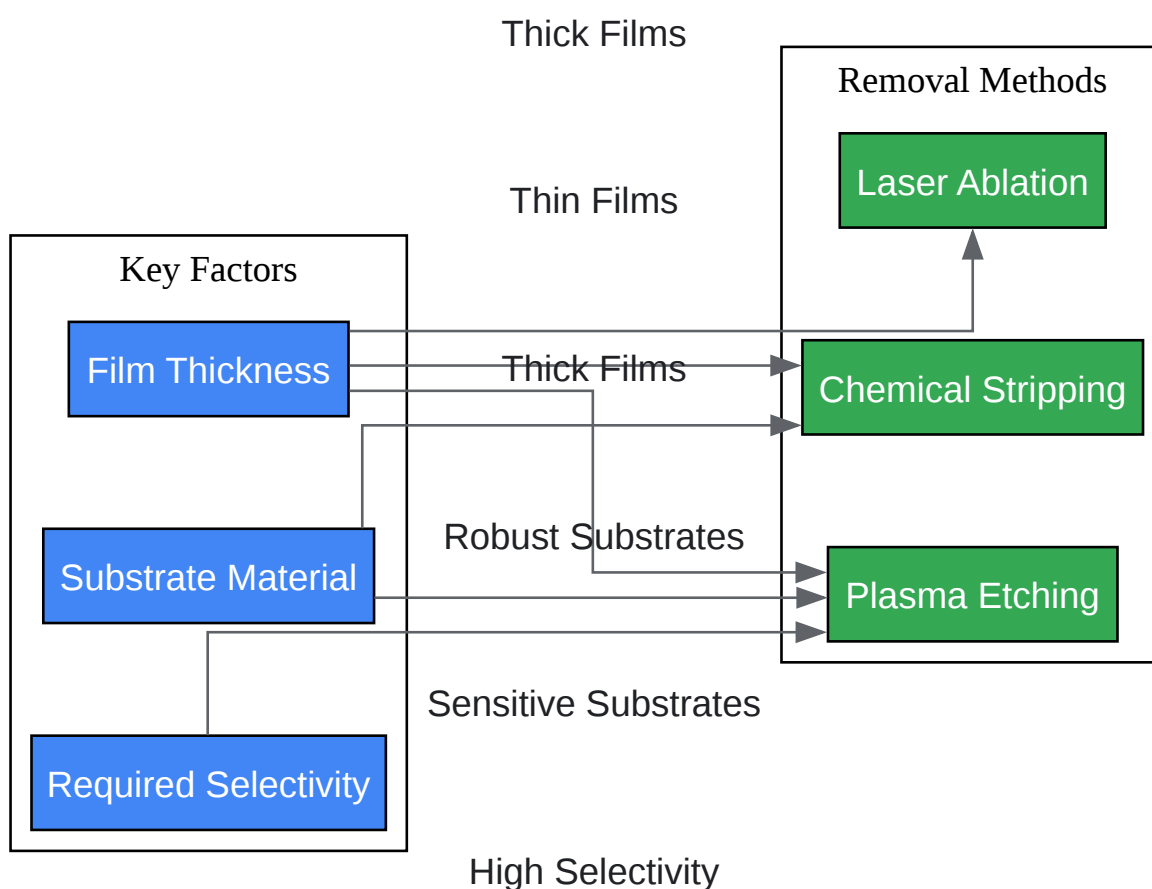 Thick Films
Removal Methods
Laser Ablation
Thin Films
Key Factors
Film Thickness
Thick Films
Chemical Stripping
Robust Substrates
Substrate Material
Plasma Etching
Sensitive Substrates
Required Selectivity
High Selectivity